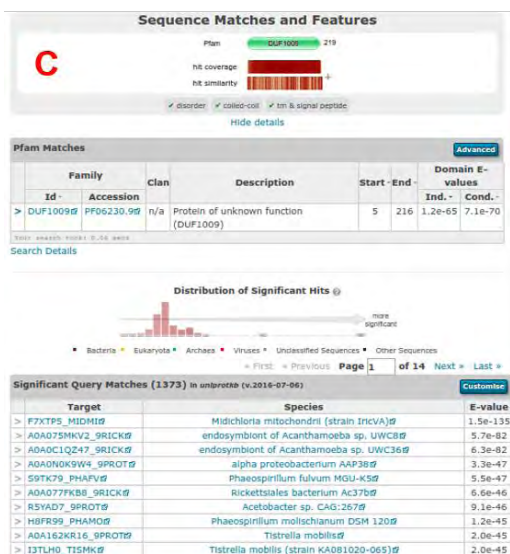 Sequence Matches and Features
C
Pfam DUF1009 219
hit coverage
hit similarity
disorder coiled-coil tm & signal peptide
Hide details
Pfam Matches Advanced
Family Clan Description Start End Domain E-values
Id Accession Ind. Cond.
> DUF1009 PF06230.9 n/a Protein of unknown function (DUF1009) 5 216 1.2e-65 7.1e-70
Your search took: 0.04 secs
Search Details
Distribution of Significant Hits
more significant
Bacteria Eukaryota Archaea Viruses Unclassified Sequences Other Sequences
« First « Previous Page 1 of 14 Next » Last »
Significant Query Matches (1373) in uniprotkb (v.2016-07-06) Customise
Target Species E-value
> F7XTP5_MIDMI Midichloria mitochondrii (strain IricVA) 1.5e-135
> A0A075MKV2_9RICK endosymbiont of Acanthamoeba sp. UWC8 5.7e-82
> A0A0C1QZ47_9RICK endosymbiont of Acanthamoeba sp. UWC36 6.3e-82
> A0A0N0K9W4_9PROT alpha proteobacterium AAP38 3.3e-47
> S9TK79_PHAFV Phaeospirillum fulvum MGU-K5 5.5e-47
> A0A077FKB8_9RICK Rickettsiales bacterium Ac37b 6.6e-46
> R5YAD7_9PROT Acetobacter sp. CAG:267 9.1e-46
> H8FR99_PHAMO Phaeospirillum molischianum DSM 120 1.2e-45
> A0A162KR16_9PROT Tistrella mobilis 2.0e-45
> I3TLH0_TISMK Tistrella mobilis (strain KA081020-065) 2.0e-45